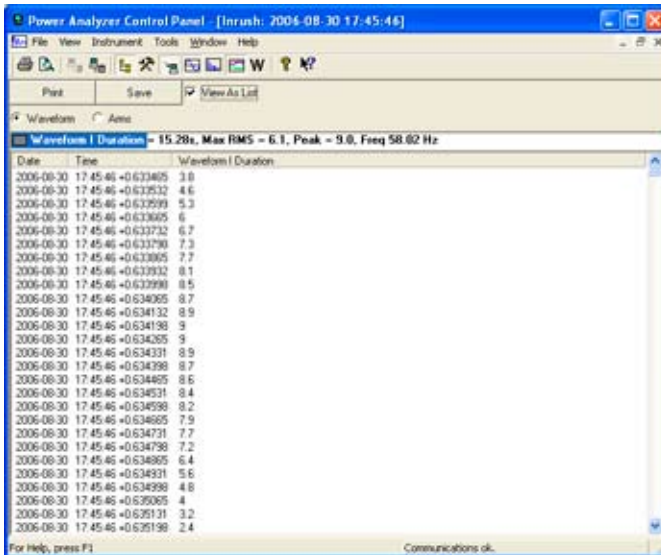 Power Analyzer Control Panel - [Inrush: 2006-08-30 17:45:46]
File View Instrument Tools Window Help
W
Print Save View As List
Waveform Arms
Waveform I Duration = 15.28s, Max RMS = 6.1, Peak = 9.0, Freq 58.02 Hz
Date Time Waveform I Duration
2006-08-30 17:45:46 +0.633465 3.8
2006-08-30 17:45:46 +0.633532 4.6
2006-08-30 17:45:46 +0.633599 5.3
2006-08-30 17:45:46 +0.633665 6
2006-08-30 17:45:46 +0.633732 6.7
2006-08-30 17:45:46 +0.633798 7.3
2006-08-30 17:45:46 +0.633865 7.7
2006-08-30 17:45:46 +0.633932 8.1
2006-08-30 17:45:46 +0.633998 8.5
2006-08-30 17:45:46 +0.634065 8.7
2006-08-30 17:45:46 +0.634132 8.9
2006-08-30 17:45:46 +0.634198 9
2006-08-30 17:45:46 +0.634265 9
2006-08-30 17:45:46 +0.634331 8.9
2006-08-30 17:45:46 +0.634398 8.7
2006-08-30 17:45:46 +0.634465 8.6
2006-08-30 17:45:46 +0.634531 8.4
2006-08-30 17:45:46 +0.634598 8.2
2006-08-30 17:45:46 +0.634665 7.9
2006-08-30 17:45:46 +0.634731 7.7
2006-08-30 17:45:46 +0.634798 7.2
2006-08-30 17:45:46 +0.634865 6.4
2006-08-30 17:45:46 +0.634931 5.6
2006-08-30 17:45:46 +0.634998 4.8
2006-08-30 17:45:46 +0.635065 4
2006-08-30 17:45:46 +0.635131 3.2
2006-08-30 17:45:46 +0.635198 2.4
For Help, press F1 Communications ok.